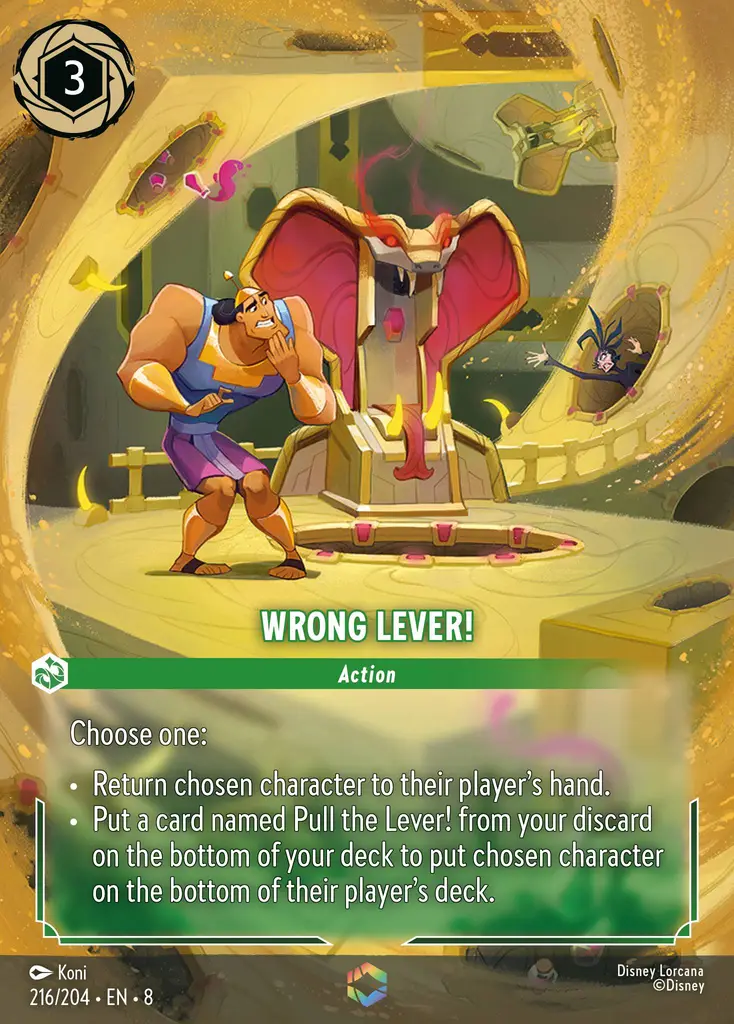 3
WRONG LEVER!
Action
Choose one:
• Return chosen character to their player's hand.
• Put a card named Pull the Lever! from your discard
on the bottom of your deck to put chosen character
on the bottom of their player's deck.
Koni
Disney Lorcana
216/204 • EN • 8
©Disney